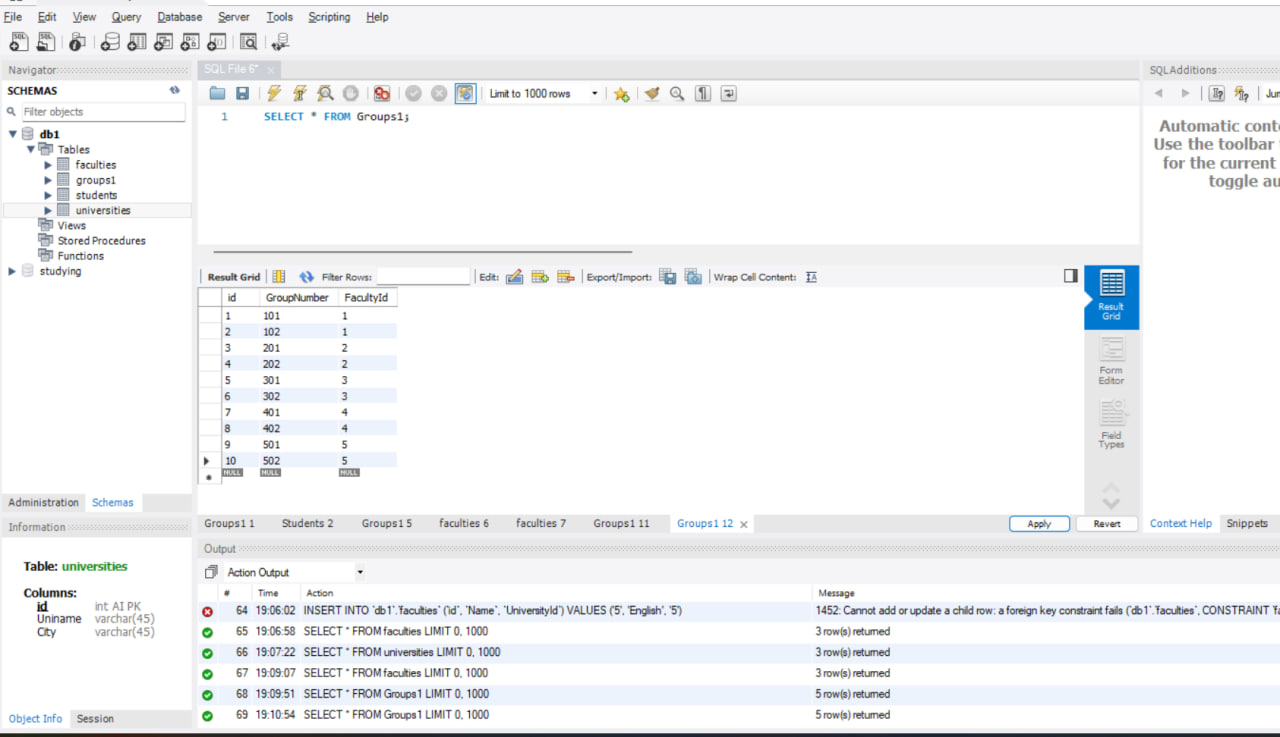 File Edit View Query Database Server Tools Scripting Help
Navigator
SCHEMAS
Filter objects
db1
Tables
faculties
groups1
students
universities
Views
Stored Procedures
Functions
studying
Administration Schemas
Information
Table: universities
Columns:
id int AI PK
Uniname varchar(45)
City varchar(45)
Object Info Session
SQL File 6*
Limit to 1000 rows
1 SELECT * FROM Groups1;
Result Grid Filter Rows: Edit: Export/Import: Wrap Cell Content:
id GroupNumber FacultyId
1 101 1
2 102 1
3 201 2
4 202 2
5 301 3
6 302 3
7 401 4
8 402 4
9 501 5
10 502 5
NULL NULL NULL
Result
Grid
Form
Editor
Field
Types
Groups1 1 Students 2 Groups1 5 faculties 6 faculties 7 Groups1 11 Groups1 12 Apply Revert
Output
Action Output
# Time Action Message
64 19:06:02 INSERT INTO `db1`.`faculties` (`id`, `Name`, `UniversityId`) VALUES ('5', 'English', '5') 1452: Cannot add or update a child row: a foreign key constraint fails (`db1`.`faculties`, CONSTRAINT `fa
65 19:06:58 SELECT * FROM faculties LIMIT 0, 1000 3 row(s) returned
66 19:07:22 SELECT * FROM universities LIMIT 0, 1000 3 row(s) returned
67 19:09:07 SELECT * FROM faculties LIMIT 0, 1000 3 row(s) returned
68 19:09:51 SELECT * FROM Groups1 LIMIT 0, 1000 5 row(s) returned
69 19:10:54 SELECT * FROM Groups1 LIMIT 0, 1000 5 row(s) returned
SQLAdditions
Jum
Automatic conte
Use the toolbar
for the current
toggle au
Context Help Snippets